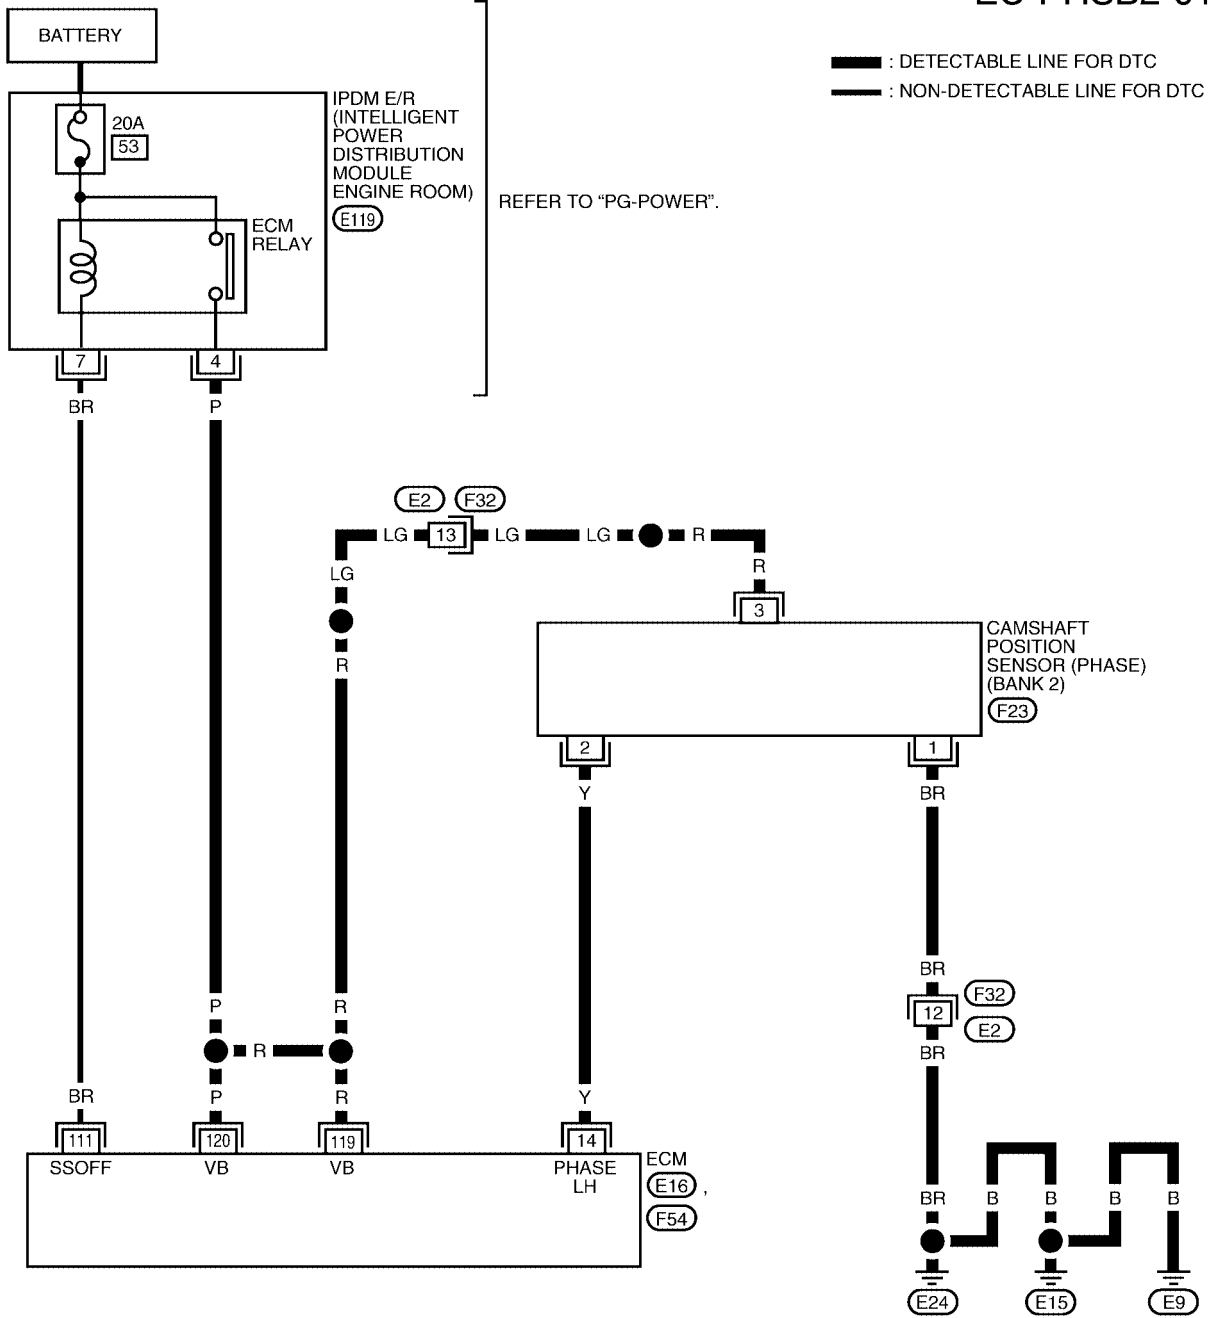 BATTERY
: DETECTABLE LINE FOR DTC
: NON-DETECTABLE LINE FOR DTC
20A
53
IPDM E/R
(INTELLIGENT
POWER
DISTRIBUTION
MODULE
ENGINE ROOM)
E119
REFER TO “PG-POWER”.
ECM
RELAY
7
4
BR
P
E2
F32
LG
13
LG
LG
R
LG
R
3
R
CAMSHAFT
POSITION
SENSOR (PHASE)
(BANK 2)
F23
2
1
Y
BR
BR
F32
12
E2
BR
P
R
R
BR
P
R
Y
111
120
119
14
SSOFF
VB
VB
PHASE
LH
ECM
E16 ,
F54
BR
B
B
B
B
E24
E15
E9